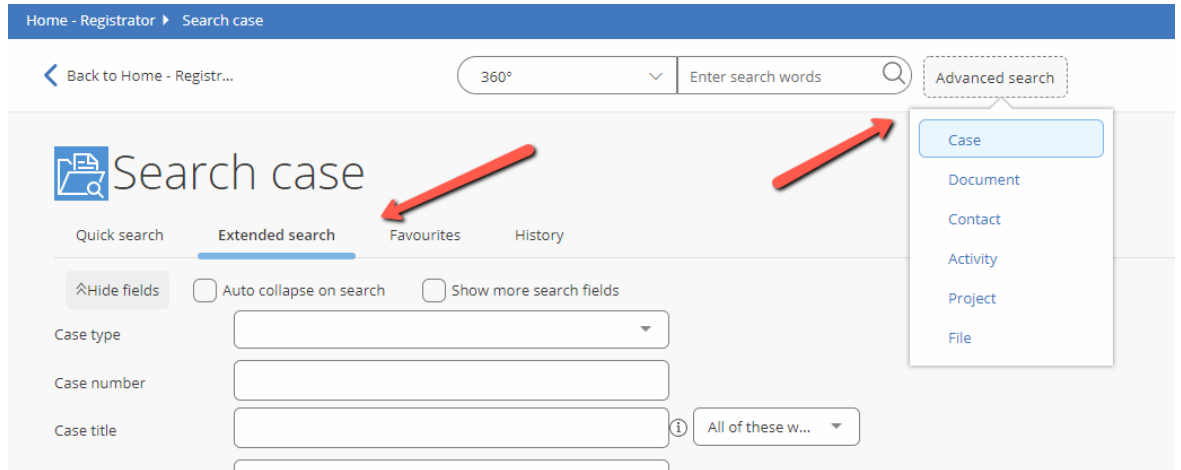 Home - Registrator Search case
Back to Home - Registr...
360°
Enter search words
Advanced search
Case
Document
Contact
Activity
Project
File
Search case
Quick search Extended search Favourites History
Hide fields Auto collapse on search Show more search fields
Case type
Case number
Case title All of these w...